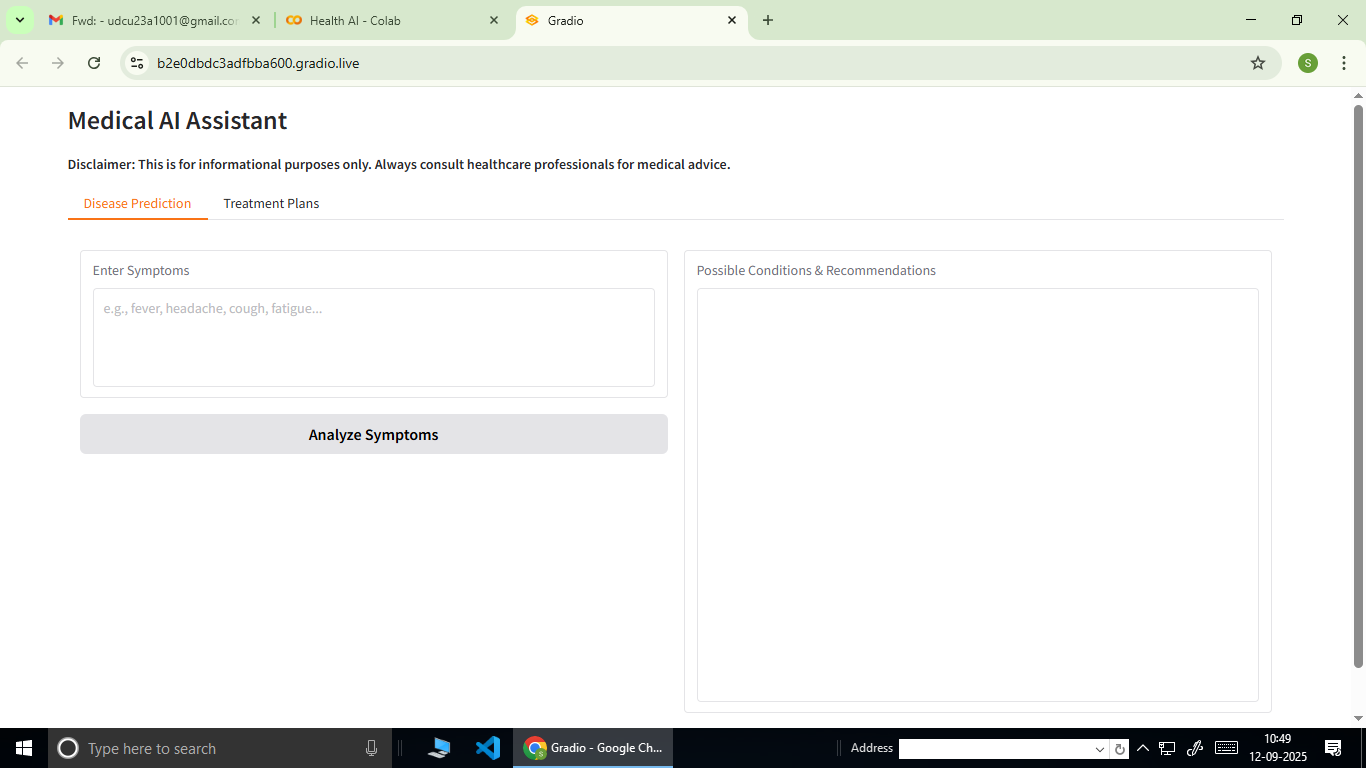 Fwd: - udcu23a1001@gmail.co
Health AI - Colab
Gradio
b2e0dbdc3adfbba600.gradio.live
S
Medical AI Assistant
Disclaimer: This is for informational purposes only. Always consult healthcare professionals for medical advice.
Disease Prediction
Treatment Plans
Enter Symptoms
e.g., fever, headache, cough, fatigue...
Analyze Symptoms
Possible Conditions & Recommendations
Type here to search
Gradio - Google Ch...
Address
10:49
12-09-2025